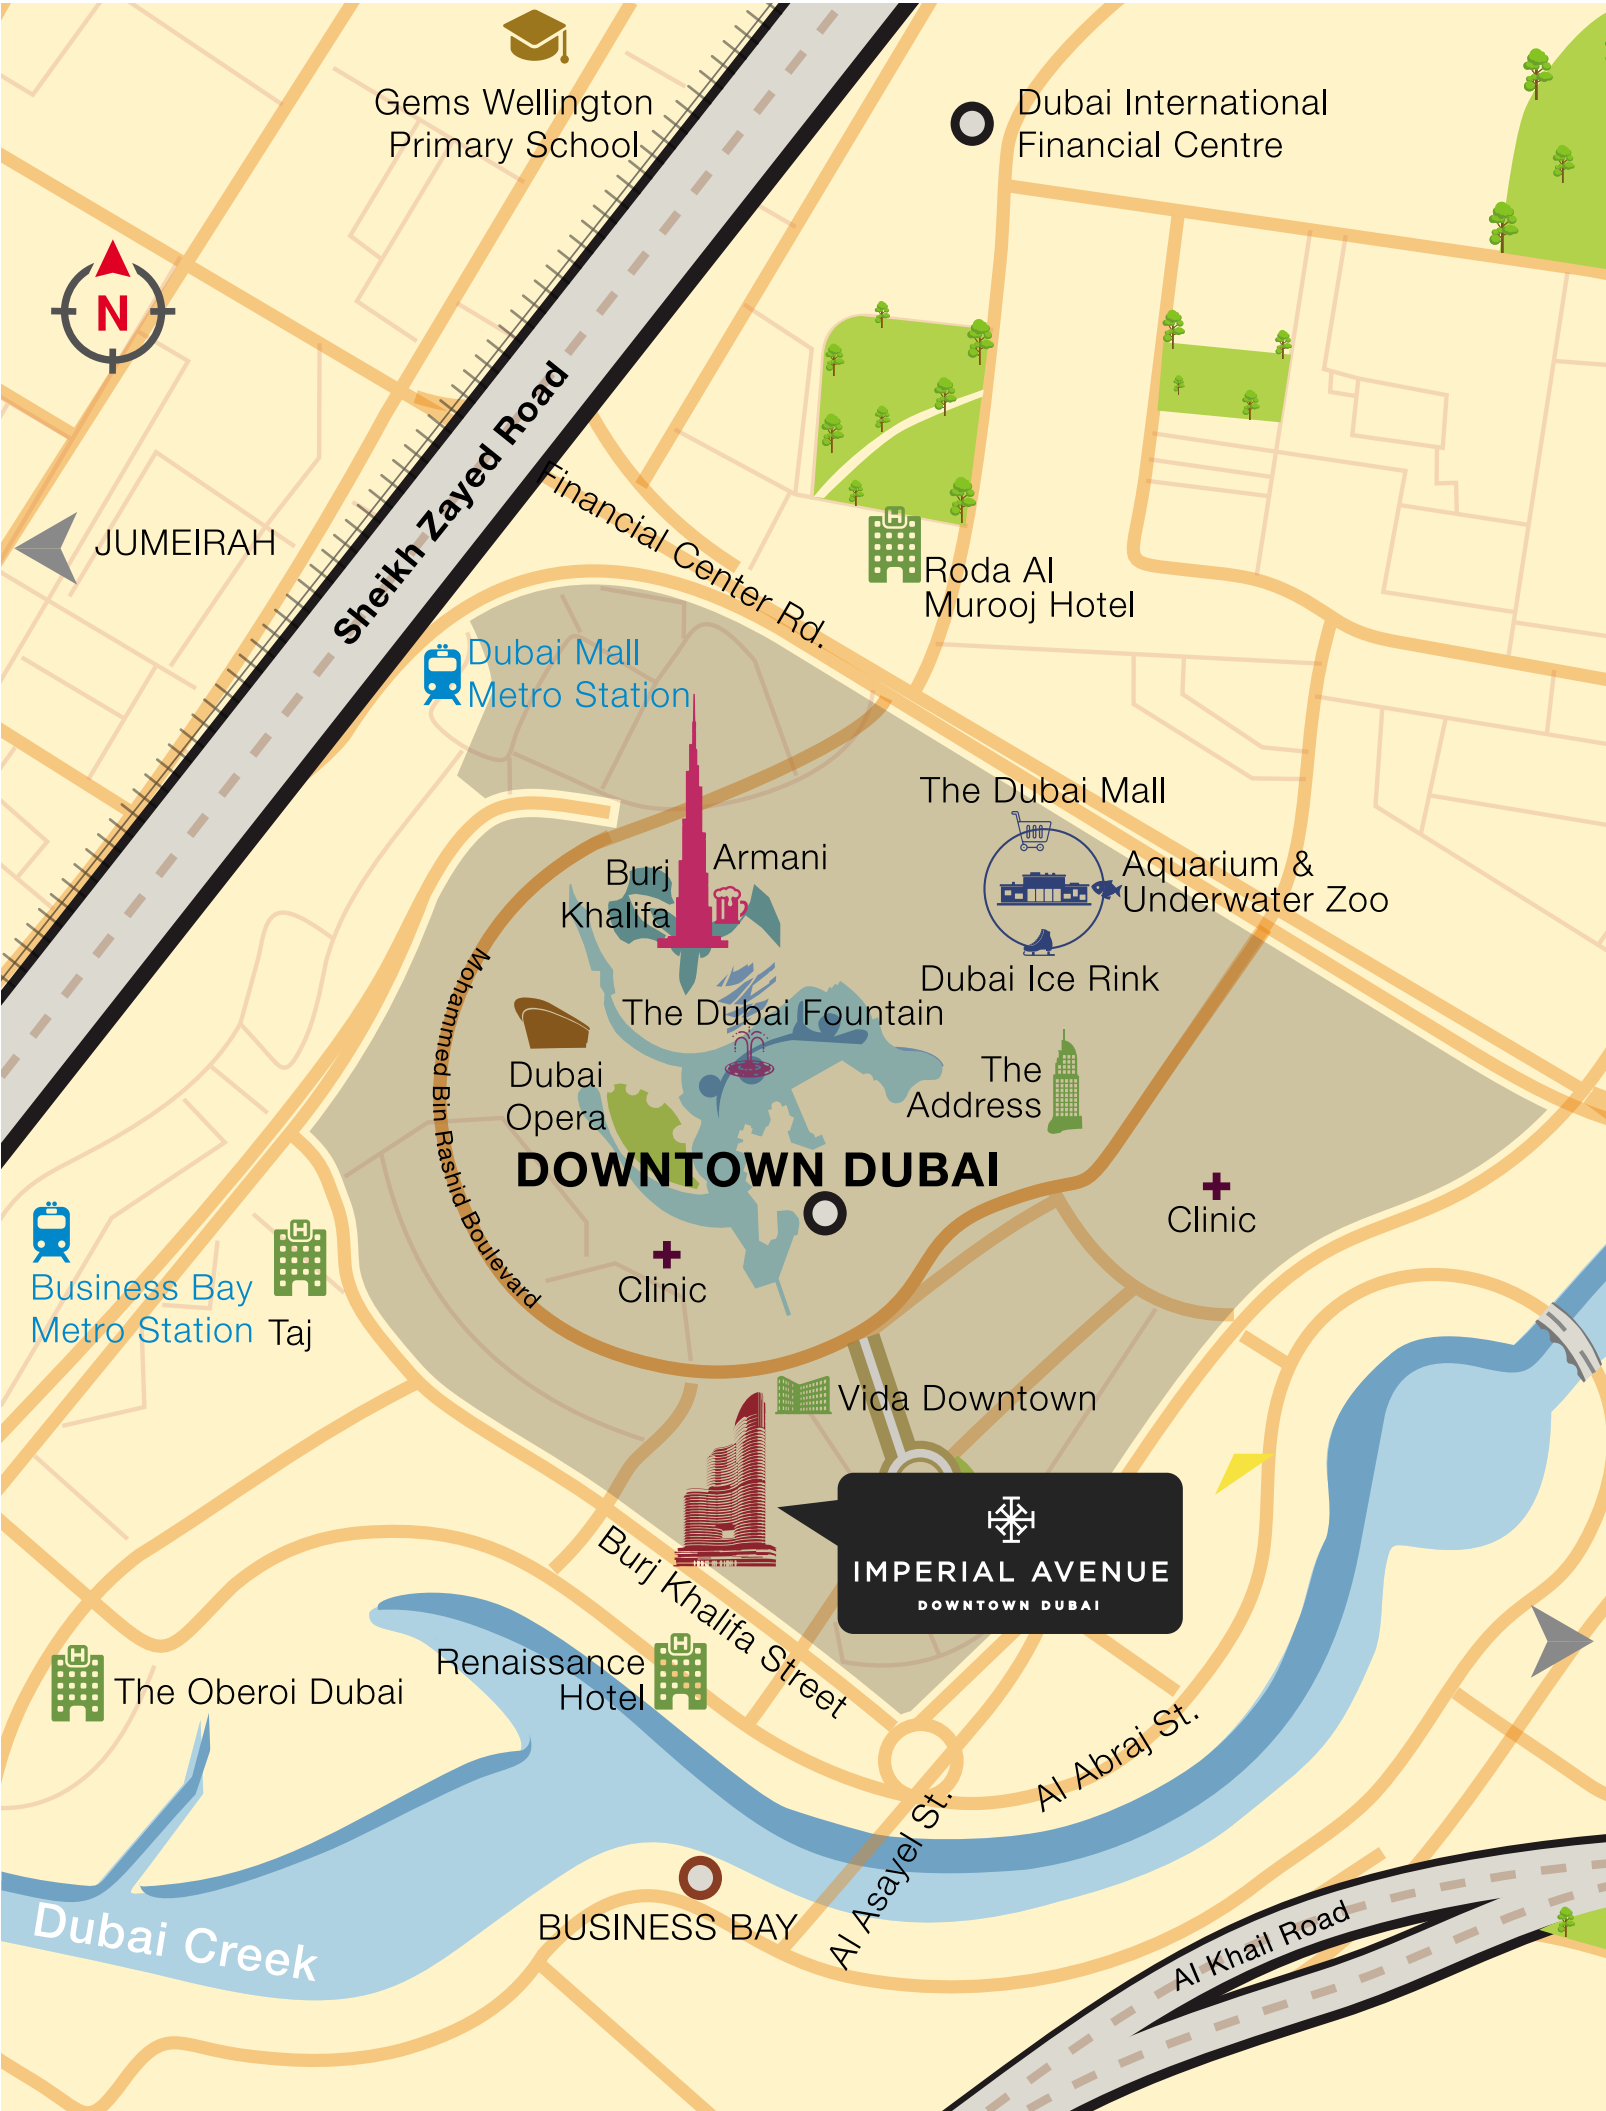 Gems Wellington
Primary School
Dubai International
Financial Centre
N
Sheikh Zayed Road
Financial Center Rd.
JUMEIRAH
Roda Al
Murooj Hotel
Dubai Mall
Metro Station
The Dubai Mall
Armani
Burj
Khalifa
Aquarium &
Underwater Zoo
Dubai Ice Rink
Mohammed Bin Rashid Boulevard
The Dubai Fountain
Dubai
Opera
The
Address
DOWNTOWN DUBAI
Clinic
Clinic
Business Bay
Metro Station
Taj
Vida Downtown
IMPERIAL AVENUE
DOWNTOWN DUBAI
Burj Khalifa Street
Renaissance
Hotel
The Oberoi Dubai
Al Abraj St.
Al Asayel St.
BUSINESS BAY
Dubai Creek
Al Khail Road
H
H
H
H